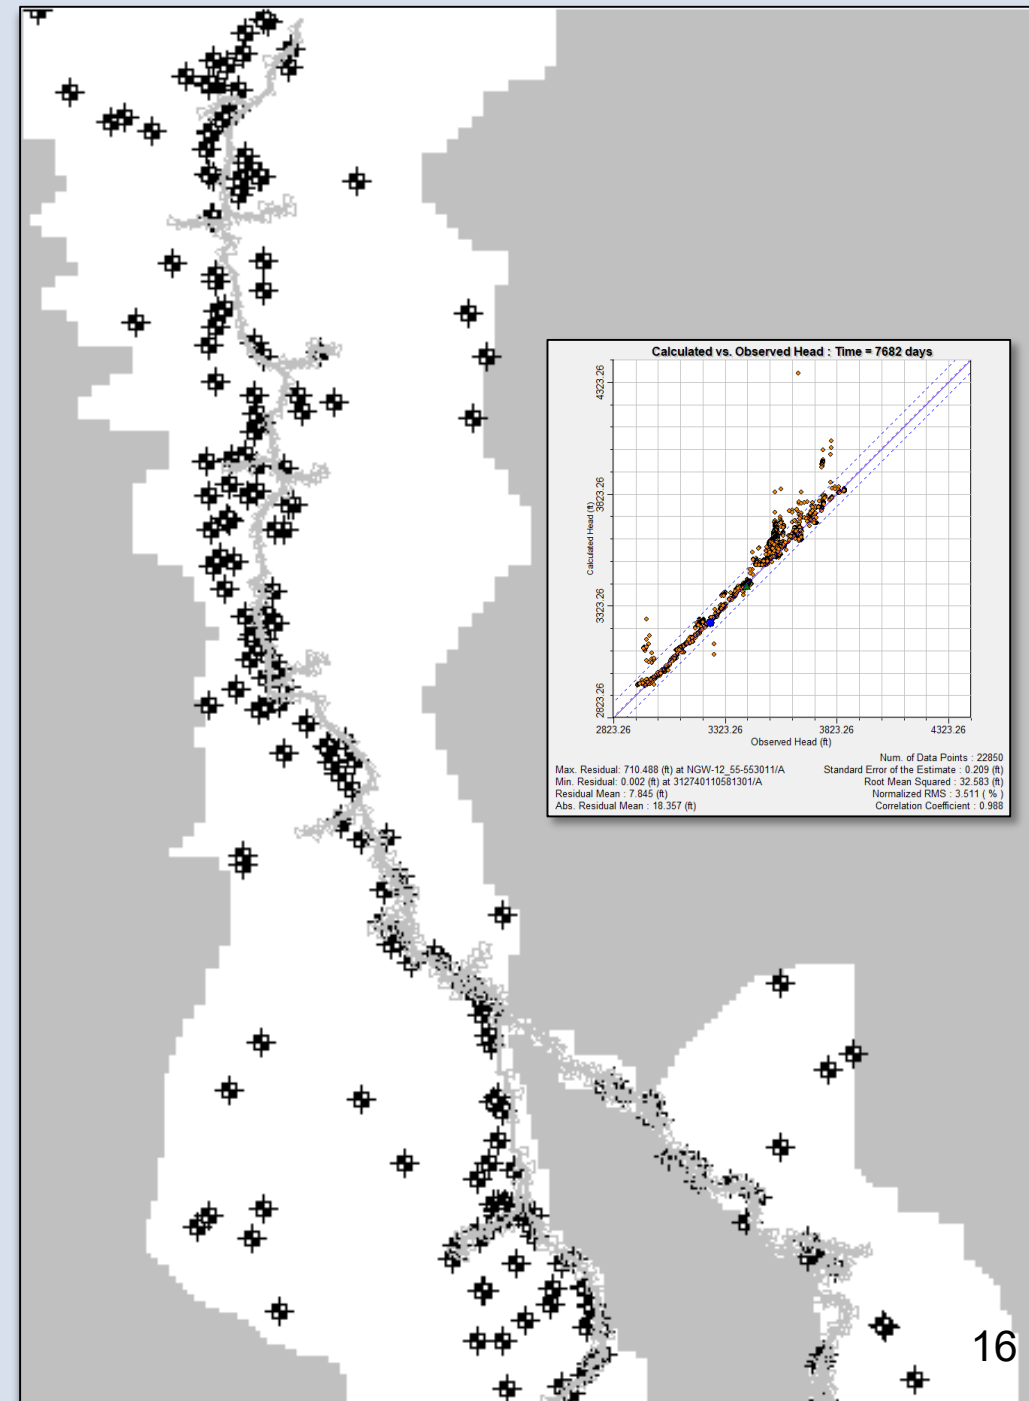 Calculated vs. Observed Head : Time = 7682 days
4323.26
3823.26
3323.26
2823.26
Calculated Head (ft)
2823.26 3323.26 3823.26 4323.26
Observed Head (ft)
Num. of Data Points : 22850
Max. Residual: 710.488 (ft) at NGW-12_55-553011/A Standard Error of the Estimate : 0.209 (ft)
Min. Residual: 0.002 (ft) at 312740110581301/A Root Mean Squared : 32.583 (ft)
Residual Mean : 7.845 (ft) Normalized RMS : 3.511 ( % )
Abs. Residual Mean : 18.357 (ft) Correlation Coefficient : 0.988
16